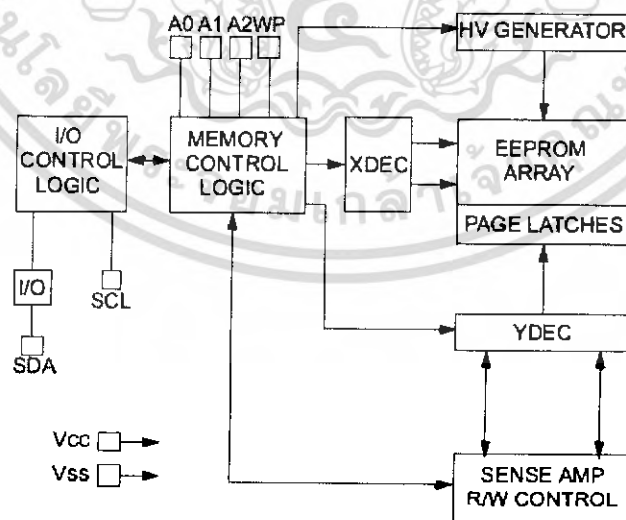 A0 A1 A2 WP
HV GENERATOR
I/O
CONTROL
LOGIC
MEMORY
CONTROL
LOGIC
XDEC
EEPROM
ARRAY
PAGE LATCHES
I/O
SCL
SDA
YDEC
Vcc
Vss
SENSE AMP
R/W CONTROL